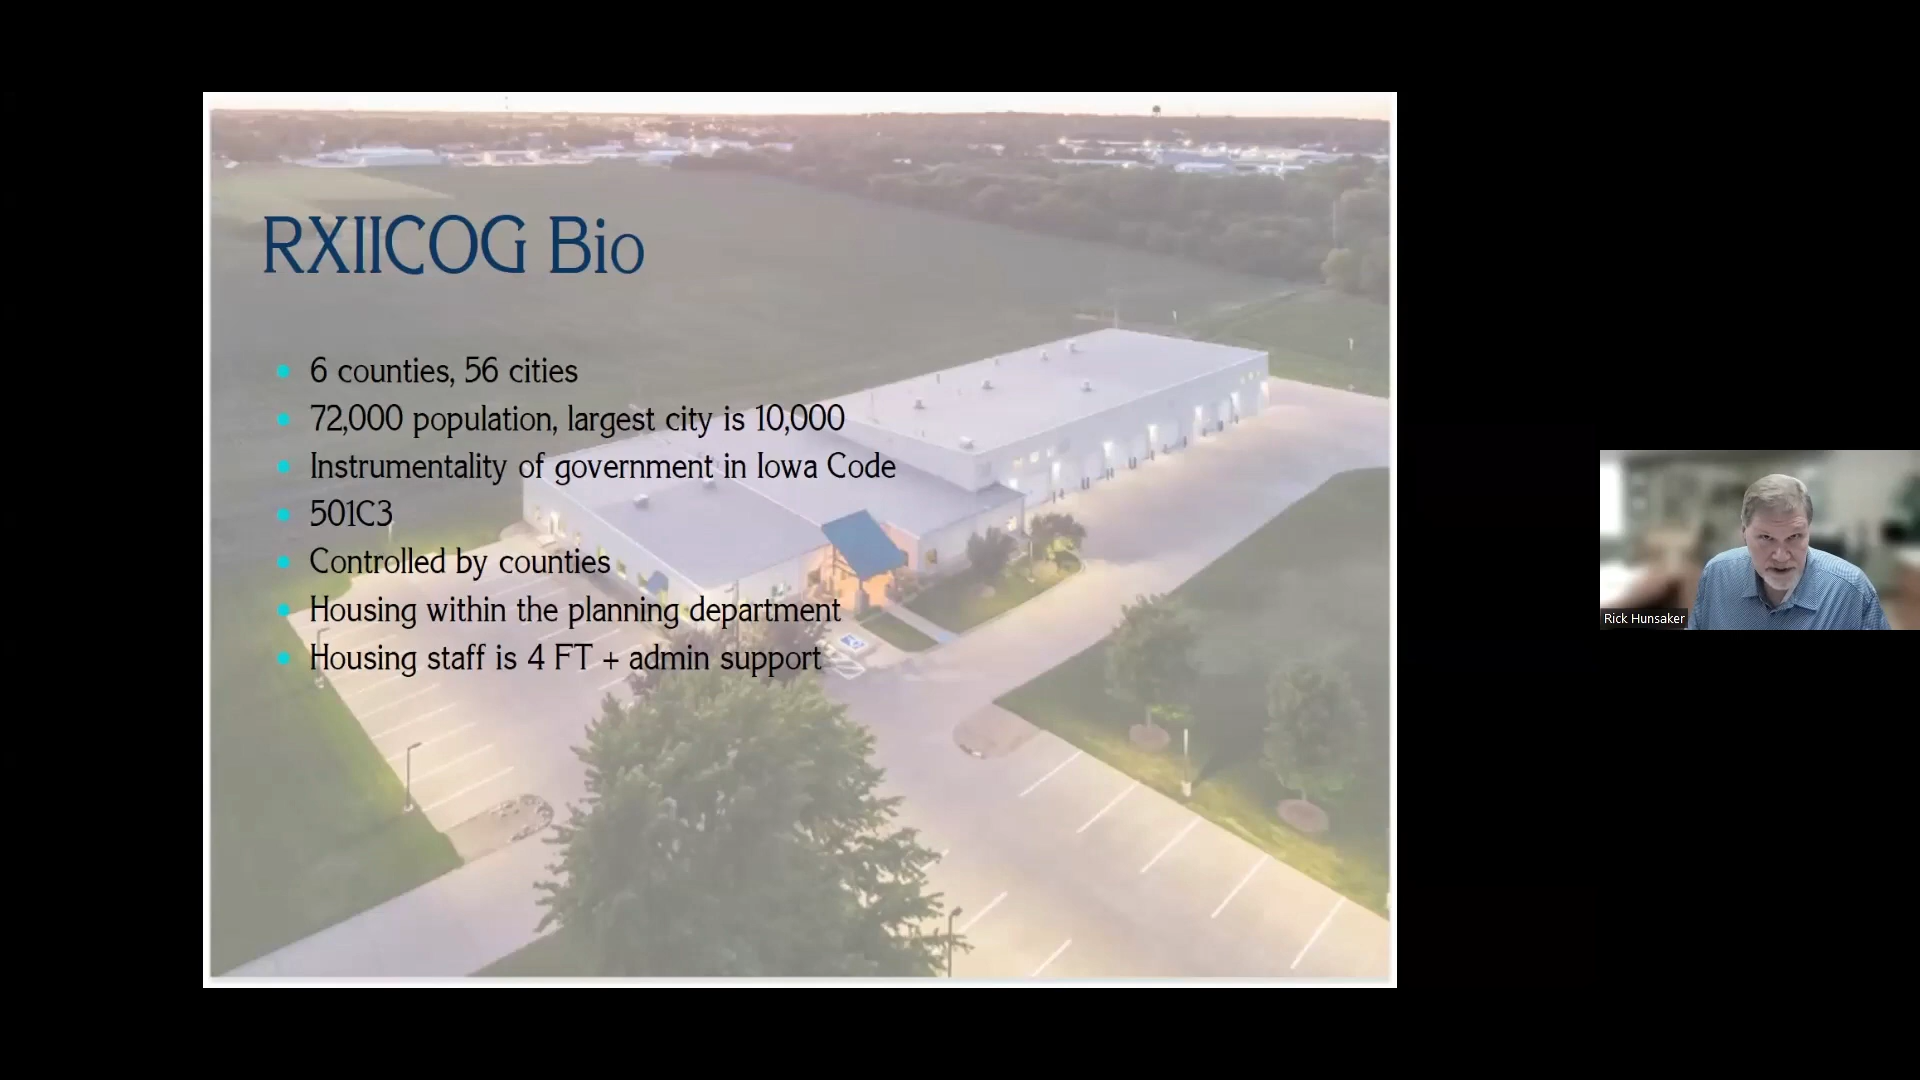 RXIICOG Bio
6 counties, 56 cities
72,000 population, largest city is 10,000
Instrumentality of government in Iowa Code
501C3
Controlled by counties
Housing within the planning department
Housing staff is 4 FT + admin support
Rick Hunsaker